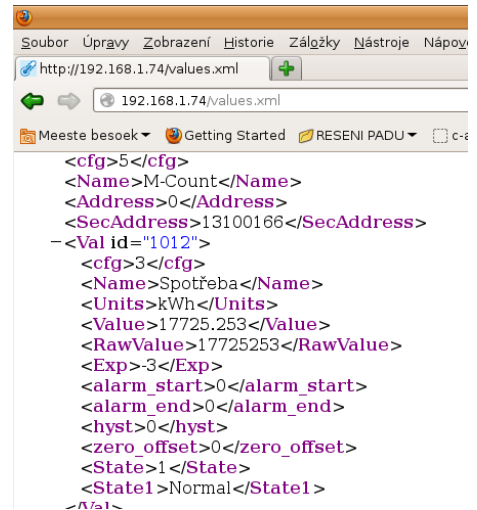 Soubor Úpravy Zobrazení Historie Záložky Nástroje
http://192.168.1.74/values.xml
192.168.1.74/values.xml
Meeste besoek Getting Started RESENI PADU
<cfg>5</cfg>
<Name>M-Count</Name>
<Address>0</Address>
<SecAddress>13100166</SecAddress>
−<Val id="1012">
<cfg>3</cfg>
<Name>Spotřeba</Name>
<Units>kWh</Units>
<Value>17725.253</Value>
<RawValue>17725253</RawValue>
<Exp>-3</Exp>
<alarm_start>0</alarm_start>
<alarm_end>0</alarm_end>
<hyst>0</hyst>
<zero_offset>0</zero_offset>
<State>1</State>
<State1>Normal</State1>
</Val>